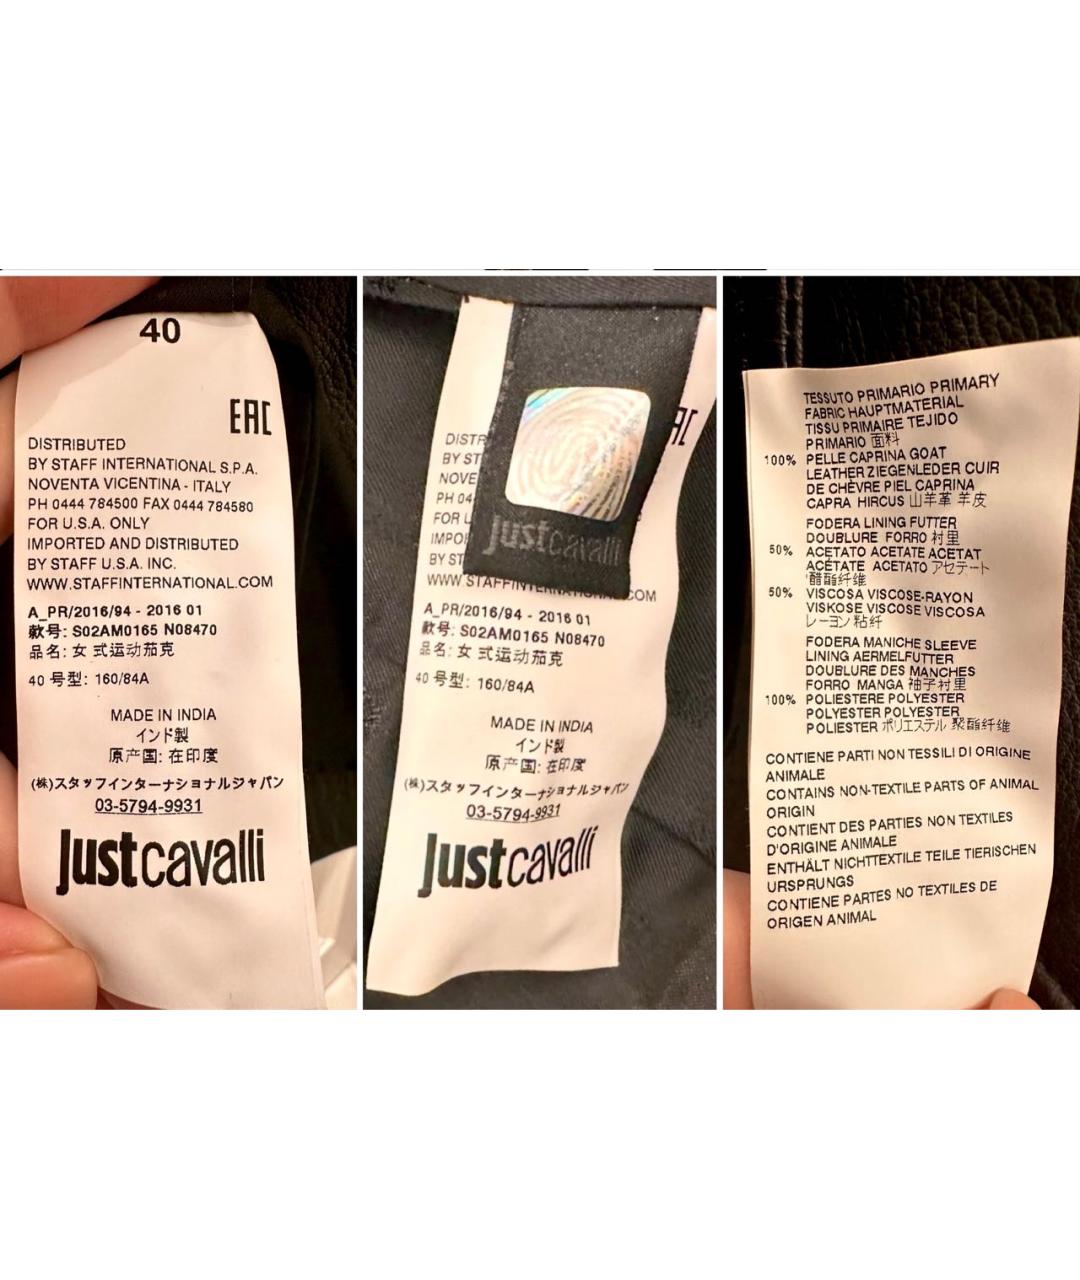 40
EAC
DISTRIBUTED
BY STAFF INTERNATIONAL S.P.A.
NOVENTA VICENTINA - ITALY
PH 0444 784500 FAX 0444 784580
FOR U.S.A. ONLY
IMPORTED AND DISTRIBUTED
BY STAFF U.S.A. INC.
WWW.STAFFINTERNATIONAL.COM
A_PR/2016/94 - 2016 01
款号: S02AM0165 N08470
品名: 女 式运动茄克
40 号型: 160/84A
MADE IN INDIA
インド製
原产国: 在印度
(株)スタッフインターナショナルジャパン
03-5794-9931
justcavalli
EAC
DISTR
BY ST
NOVE
PH 04
FOR U
IMPO
BY ST
justcavalli
WWW.STAFFINTERNATIONAL.COM
A_PR/2016/94 - 2016 01
款号: S02AM0165 N08470
品名: 女 式运动茄克
40 号型: 160/84A
MADE IN INDIA
インド製
原产国: 在印度
(株)スタッフインターナショナルジャパン
03-5794-9931
justcavalli
TESSUTO PRIMARIO PRIMARY
FABRIC HAUPTMATERIAL
TISSU PRIMAIRE TEJIDO
PRIMARIO 面料
100% PELLE CAPRINA GOAT
LEATHER ZIEGENLEDER CUIR
DE CHÈVRE PIEL CAPRINA
CAPRA HIRCUS 山羊革 羊皮
FODERA LINING FUTTER
DOUBLURE FORRO 衬里
50% ACETATO ACETATE ACETAT
ACÉTATE ACETATO アセテート
醋酯纤维
50% VISCOSA VISCOSE-RAYON
VISKOSE VISCOSE VISCOSA
レーヨン 粘纤
FODERA MANICHE SLEEVE
LINING AERMELFUTTER
DOUBLURE DES MANCHES
FORRO MANGA 袖子衬里
100% POLIESTERE POLYESTER
POLYESTER POLYESTER
POLIESTER ポリエステル 聚酯纤维
CONTIENE PARTI NON TESSILI DI ORIGINE
ANIMALE
CONTAINS NON-TEXTILE PARTS OF ANIMAL
ORIGIN
CONTIENT DES PARTIES NON TEXTILES
D'ORIGINE ANIMALE
ENTHÄLT NICHTTEXTILE TEILE TIERISCHEN
URSPRUNGS
CONTIENE PARTES NO TEXTILES DE
ORIGEN ANIMAL